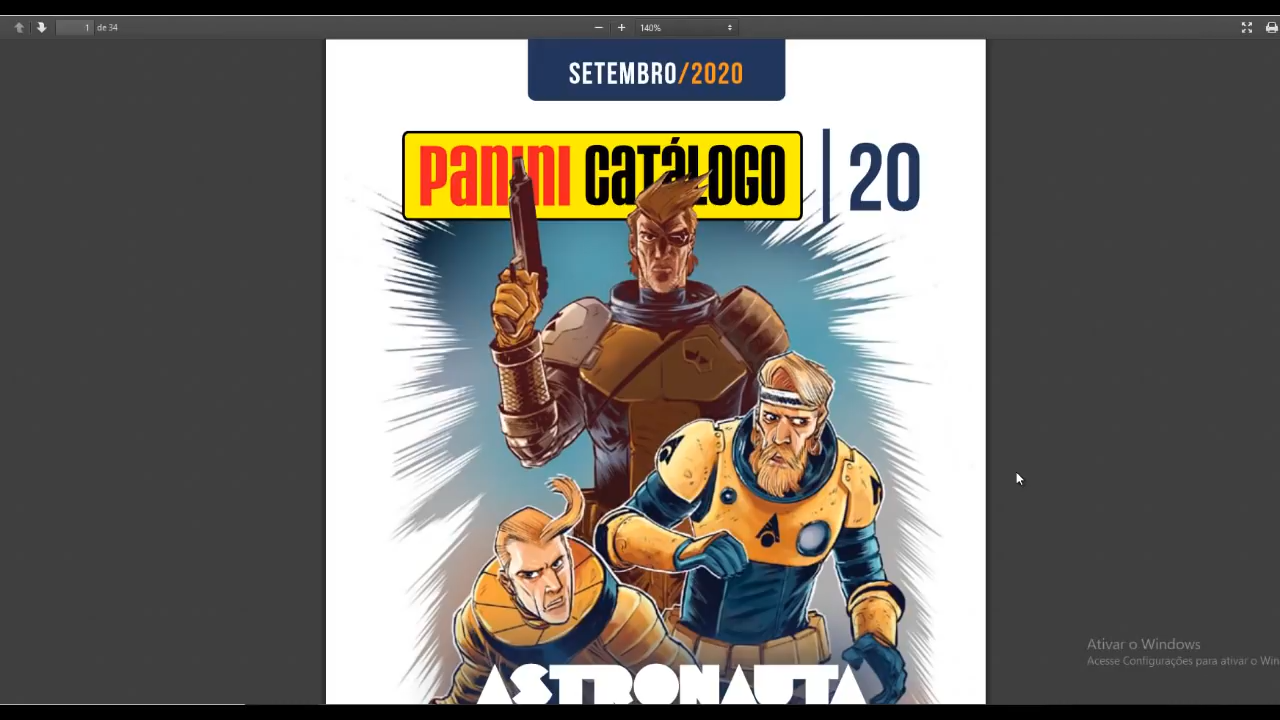 1 de 34
140%
SETEMBRO/2020
PANINI CATÁLOGO | 20
ASTRONAUTA
Ativar o Windows
Acesse Configurações para ativar o Win